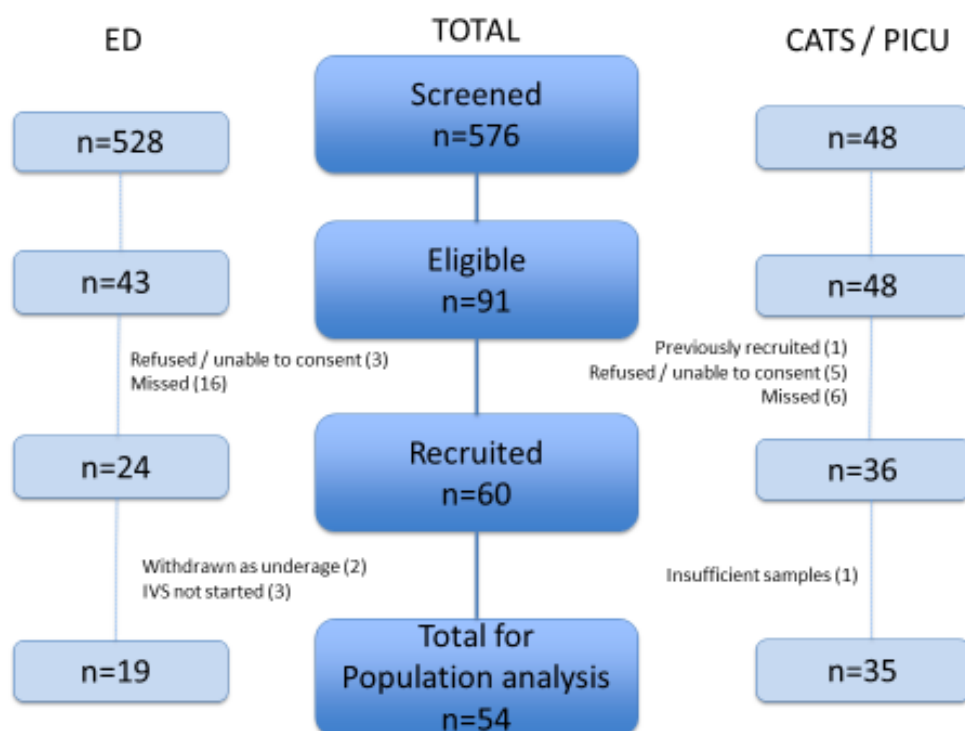 ED
TOTAL
CATS / PICU
Screened
n=576
n=528
n=48
Eligible
n=91
n=43
n=48
Refused / unable to consent (3)
Missed (16)
Previously recruited (1)
Refused / unable to consent (5)
Missed (6)
Recruited
n=60
n=24
n=36
Withdrawn as underage (2)
IVS not started (3)
Insufficient samples (1)
Total for
Population analysis
n=54
n=19
n=35